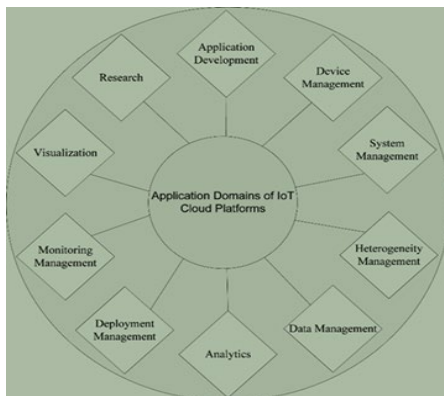 Application
Development
Device
Management
System
Management
Heterogeneity
Management
Data Management
Analytics
Deployment
Management
Monitoring
Management
Visualization
Research
Application Domains of IoT
Cloud Platforms